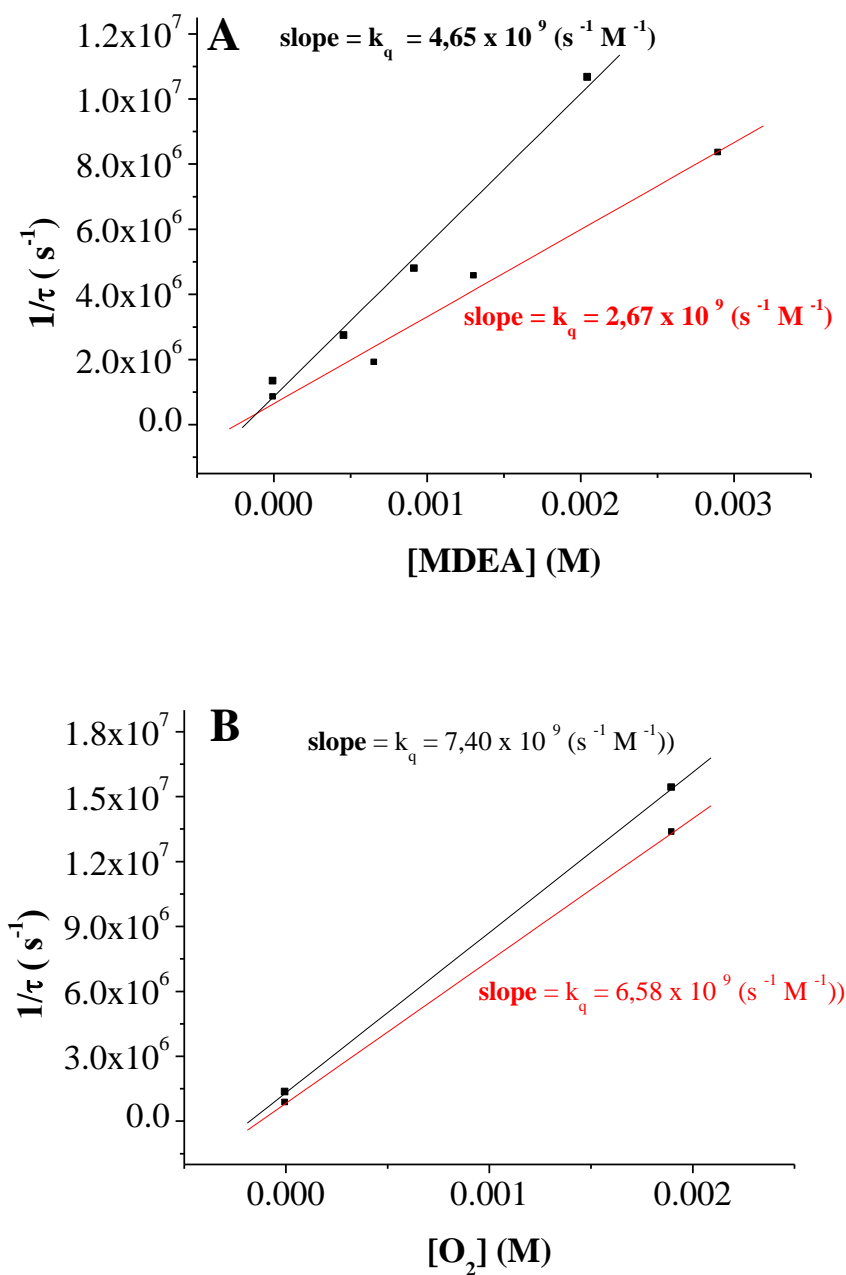 A
slope = k_q = 4,65 x 10^9 (s^-1 M^-1)
1.2x10^7
1.0x10^7
8.0x10^6
6.0x10^6
4.0x10^6
2.0x10^6
0.0
1/τ ( s^-1)
slope = k_q = 2,67 x 10^9 (s^-1 M^-1)
0.000 0.001 0.002 0.003
[MDEA] (M)
B
slope = k_q = 7,40 x 10^9 (s^-1 M^-1))
1.8x10^7
1.5x10^7
1.2x10^7
9.0x10^6
6.0x10^6
3.0x10^6
0.0
1/τ ( s^-1)
slope = k_q = 6,58 x 10^9 (s^-1 M^-1))
0.000 0.001 0.002
[O_2] (M)